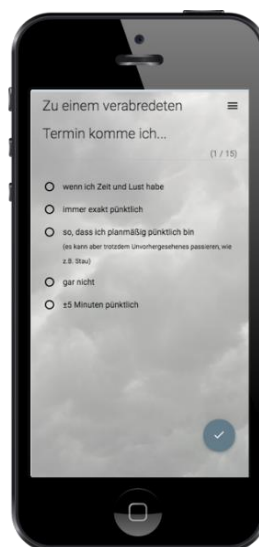 Zu einem verabredeten
Termin komme ich...
(1 / 15)
wenn ich Zeit und Lust habe
immer exakt pünktlich
so, dass ich planmäßig pünktlich bin
(es kann aber trotzdem Unvorhergesehenes passieren, wie
z.B. Stau)
gar nicht
±5 Minuten pünktlich